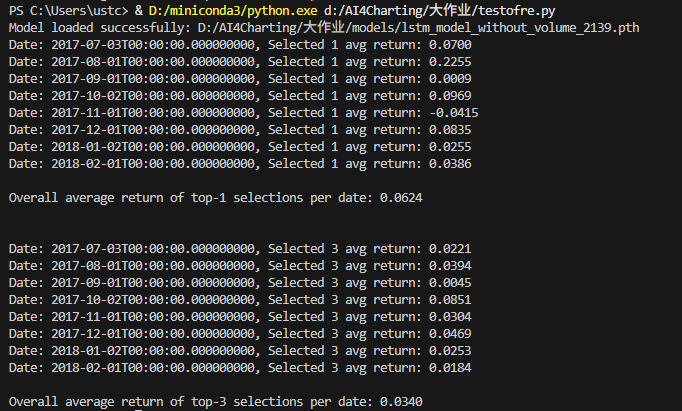 PS C:\Users\ustc> & D:/miniconda3/python.exe d:/AI4Charting/大作业/testofre.py
Model loaded successfully: D:/AI4Charting/大作业/models/lstm_model_without_volume_2139.pth
Date: 2017-07-03T00:00:00.000000000, Selected 1 avg return: 0.0700
Date: 2017-08-01T00:00:00.000000000, Selected 1 avg return: 0.2255
Date: 2017-09-01T00:00:00.000000000, Selected 1 avg return: 0.0009
Date: 2017-10-02T00:00:00.000000000, Selected 1 avg return: 0.0969
Date: 2017-11-01T00:00:00.000000000, Selected 1 avg return: -0.0415
Date: 2017-12-01T00:00:00.000000000, Selected 1 avg return: 0.0835
Date: 2018-01-02T00:00:00.000000000, Selected 1 avg return: 0.0255
Date: 2018-02-01T00:00:00.000000000, Selected 1 avg return: 0.0386
Overall average return of top-1 selections per date: 0.0624
Date: 2017-07-03T00:00:00.000000000, Selected 3 avg return: 0.0221
Date: 2017-08-01T00:00:00.000000000, Selected 3 avg return: 0.0394
Date: 2017-09-01T00:00:00.000000000, Selected 3 avg return: 0.0045
Date: 2017-10-02T00:00:00.000000000, Selected 3 avg return: 0.0851
Date: 2017-11-01T00:00:00.000000000, Selected 3 avg return: 0.0304
Date: 2017-12-01T00:00:00.000000000, Selected 3 avg return: 0.0469
Date: 2018-01-02T00:00:00.000000000, Selected 3 avg return: 0.0253
Date: 2018-02-01T00:00:00.000000000, Selected 3 avg return: 0.0184
Overall average return of top-3 selections per date: 0.0340